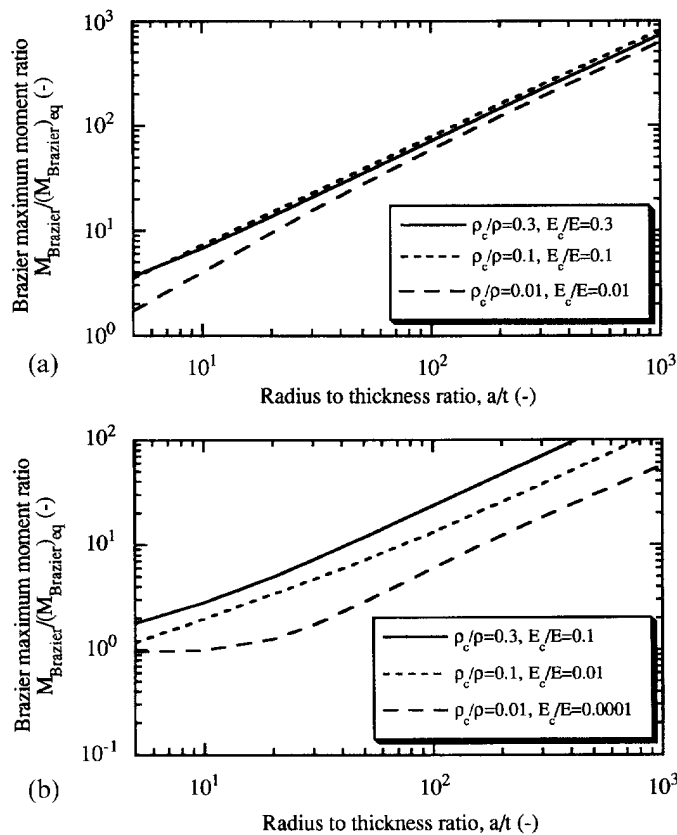 Brazier maximum moment ratio
M_Brazier/(M_Brazier)_eq (-)
10^3
10^2
10^1
10^0
ρ_c/ρ=0.3, E_c/E=0.3
ρ_c/ρ=0.1, E_c/E=0.1
ρ_c/ρ=0.01, E_c/E=0.01
10^1
10^2
10^3
(a)
Radius to thickness ratio, a/t (-)
Brazier maximum moment ratio
M_Brazier/(M_Brazier)_eq (-)
10^2
10^1
10^0
10^-1
ρ_c/ρ=0.3, E_c/E=0.1
ρ_c/ρ=0.1, E_c/E=0.01
ρ_c/ρ=0.01, E_c/E=0.0001
10^1
10^2
10^3
(b)
Radius to thickness ratio, a/t (-)